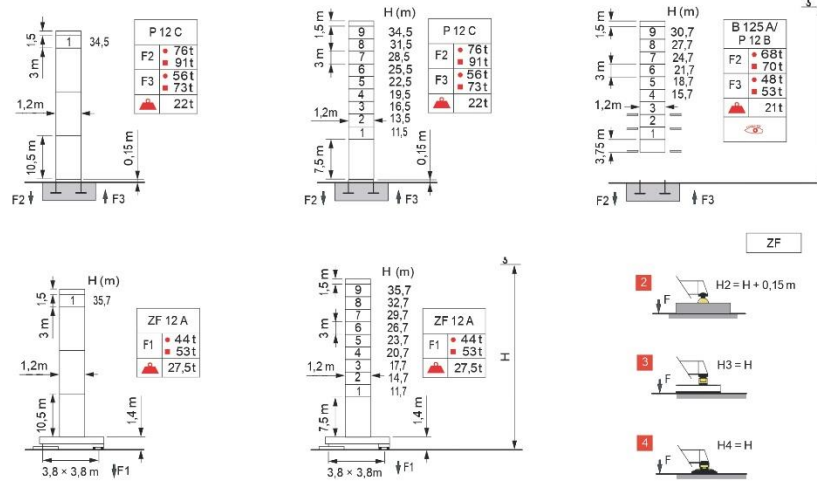 1,5
3 m
1,2m
10,5 m
0,15 m
1 34,5
F2 F3
P 12 C
F2 76t
91t
F3 56t
73t
22t
H (m)
1,5m
3 m
1,2m
7,5 m
0,15 m
9 34,5
8 31,5
7 28,5
6 25,5
5 22,5
4 19,5
3 16,5
2 13,5
1 11,5
F2 F3
P 12 C
F2 76t
91t
F3 56t
73t
22t
H (m)
1,5m
3 m
1,2m
3,75 m
9 30,7
8 27,7
7 24,7
6 21,7
5 18,7
4 15,7
3
2
1
F2 F3
B 125 A/
P 12 B
F2 68t
70t
F3 48t
53t
21t
H (m)
1,5
3 m
1,2m
10,5 m
1,4 m
1 35,7
3,8 × 3,8 m F1
ZF 12 A
F1 44t
53t
27,5t
H (m)
1,5m
3 m
1,2 m
7,5 m
1,4 m
9 35,7
8 32,7
7 29,7
6 26,7
5 23,7
4 20,7
3 17,7
2 14,7
1 11,7
3,8 × 3,8m F1
ZF 12 A
F1 44t
53t
27,5t
H
ZF
2 F H2 = H + 0,15 m
3 F H3 = H
4 F H4 = H